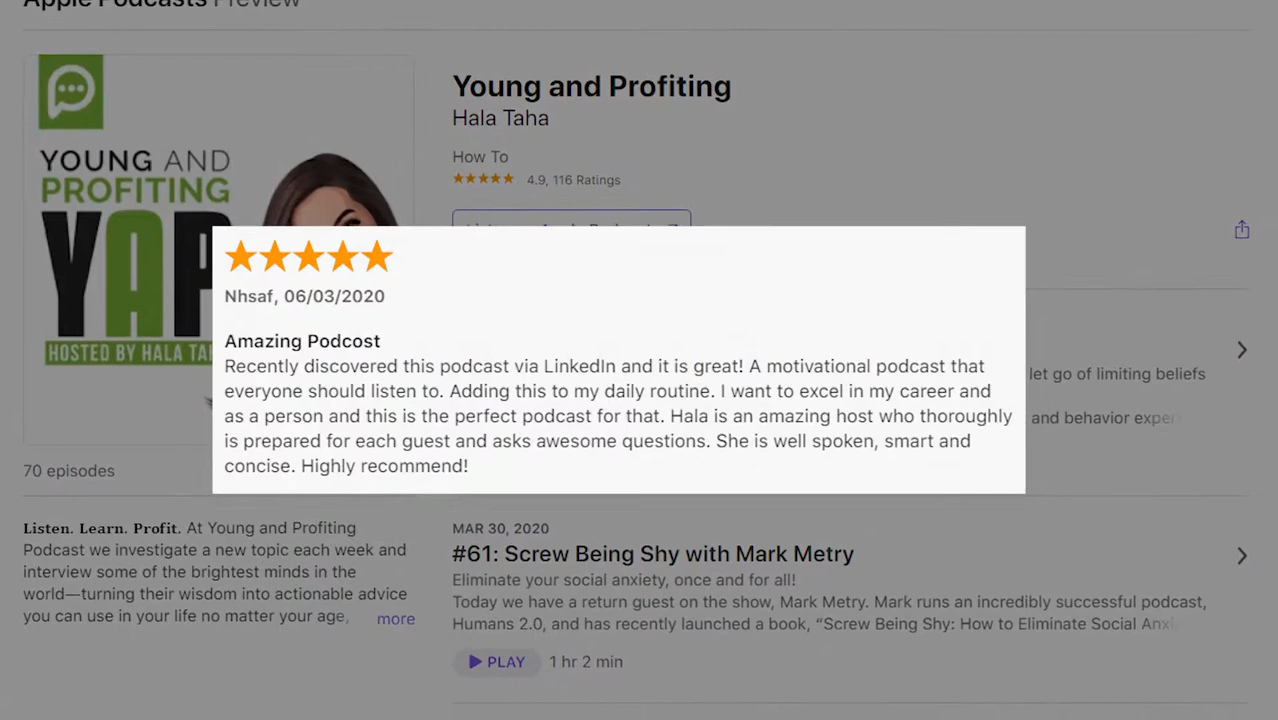 Apple Podcasts Preview
YOUNG AND
PROFITING
YAP
HOSTED BY HALA TA
70 episodes
Listen. Learn. Profit. At Young and Profiting
Podcast we investigate a new topic each week and
interview some of the brightest minds in the
world—turning their wisdom into actionable advice
you can use in your life no matter your age,
more
Young and Profiting
Hala Taha
How To
4.9, 116 Ratings
Nhsaf, 06/03/2020
Amazing Podcost
Recently discovered this podcast via LinkedIn and it is great! A motivational podcast that
everyone should listen to. Adding this to my daily routine. I want to excel in my career and
as a person and this is the perfect podcast for that. Hala is an amazing host who thoroughly
is prepared for each guest and asks awesome questions. She is well spoken, smart and
concise. Highly recommend!
let go of limiting beliefs
and behavior exper
MAR 30, 2020
#61: Screw Being Shy with Mark Metry
Eliminate your social anxiety, once and for all!
Today we have a return guest on the show, Mark Metry. Mark runs an incredibly successful podcast,
Humans 2.0, and has recently launched a book, “Screw Being Shy: How to Eliminate Social Anxi
PLAY 1 hr 2 min